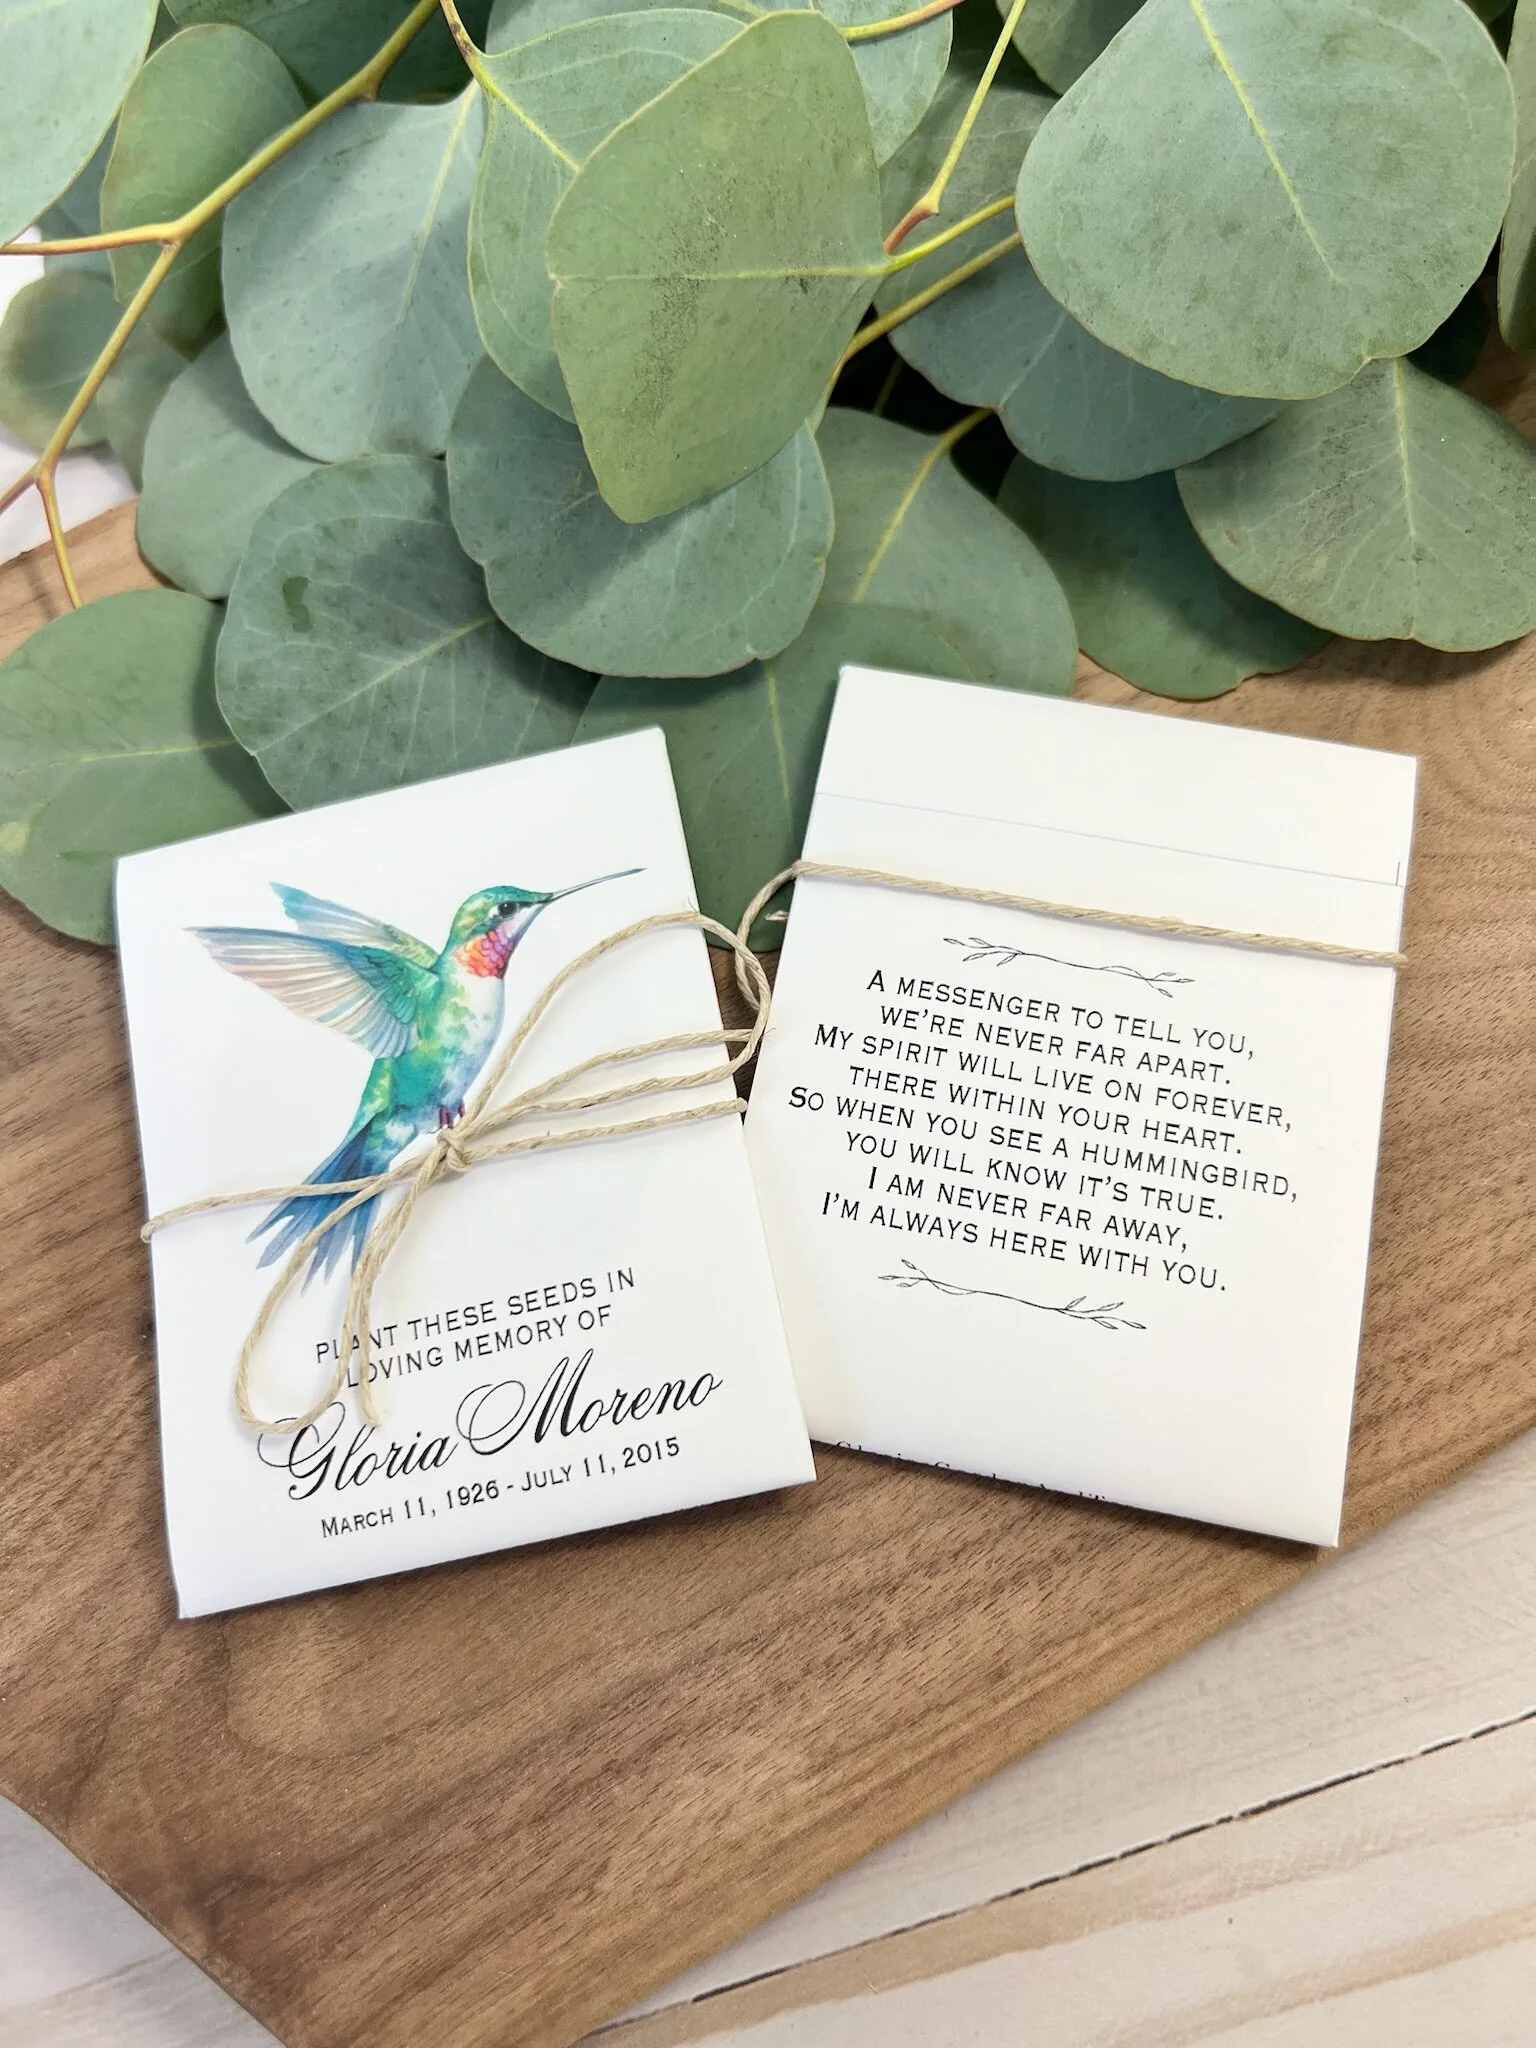 PLANT THESE SEEDS IN
LOVING MEMORY OF
Gloria Moreno
MARCH 11, 1926 - JULY 11, 2015
A MESSENGER TO TELL YOU,
WE'RE NEVER FAR APART.
MY SPIRIT WILL LIVE ON FOREVER,
THERE WITHIN YOUR HEART.
SO WHEN YOU SEE A HUMMINGBIRD,
YOU WILL KNOW IT'S TRUE.
I AM NEVER FAR AWAY,
I'M ALWAYS HERE WITH YOU.